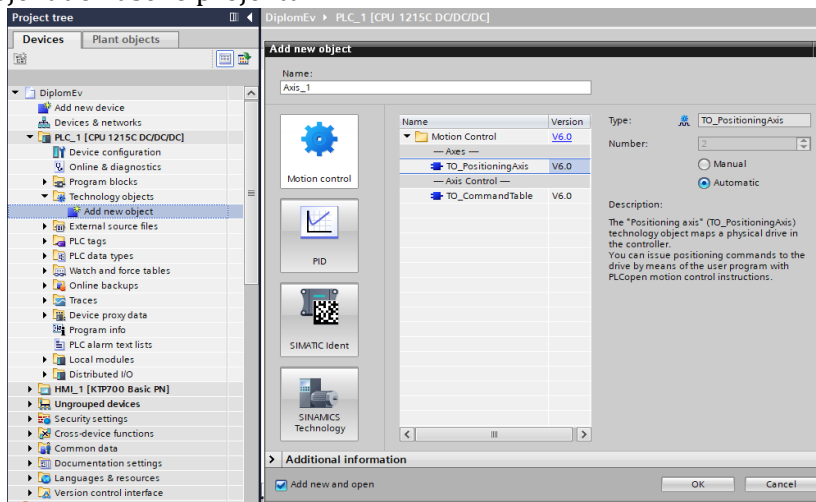 Project tree
Devices
Plant objects
DiplomEv
Add new device
Devices & networks
PLC_1 [CPU 1215C DC/DC/DC]
Device configuration
Online & diagnostics
Program blocks
Technology objects
Add new object
External source files
PLC tags
PLC data types
Watch and force tables
Online backups
Traces
Device proxy data
Program info
PLC alarm text lists
Local modules
Distributed I/O
HMI_1 [KTP700 Basic PN]
Ungrouped devices
Security settings
Cross-device functions
Common data
Documentation settings
Languages & resources
Version control interface
DiplomEv ▸ PLC_1 [CPU 1215C DC/DC/DC]
Add new object
Name:
Axis_1
Motion control
PID
SIMATIC Ident
SINAMICS
Technology
Name Version
Motion Control V6.0
— Axes —
TO_PositioningAxis V6.0
— Axis Control —
TO_CommandTable V6.0
Type: TO_PositioningAxis
Number: 2
Manual
Automatic
Description:
The "Positioning axis" (TO_PositioningAxis)
technology object maps a physical drive in
the controller.
You can issue positioning commands to the
drive by means of the user program with
PLCopen motion control instructions.
Additional information
Add new and open
OK Cancel